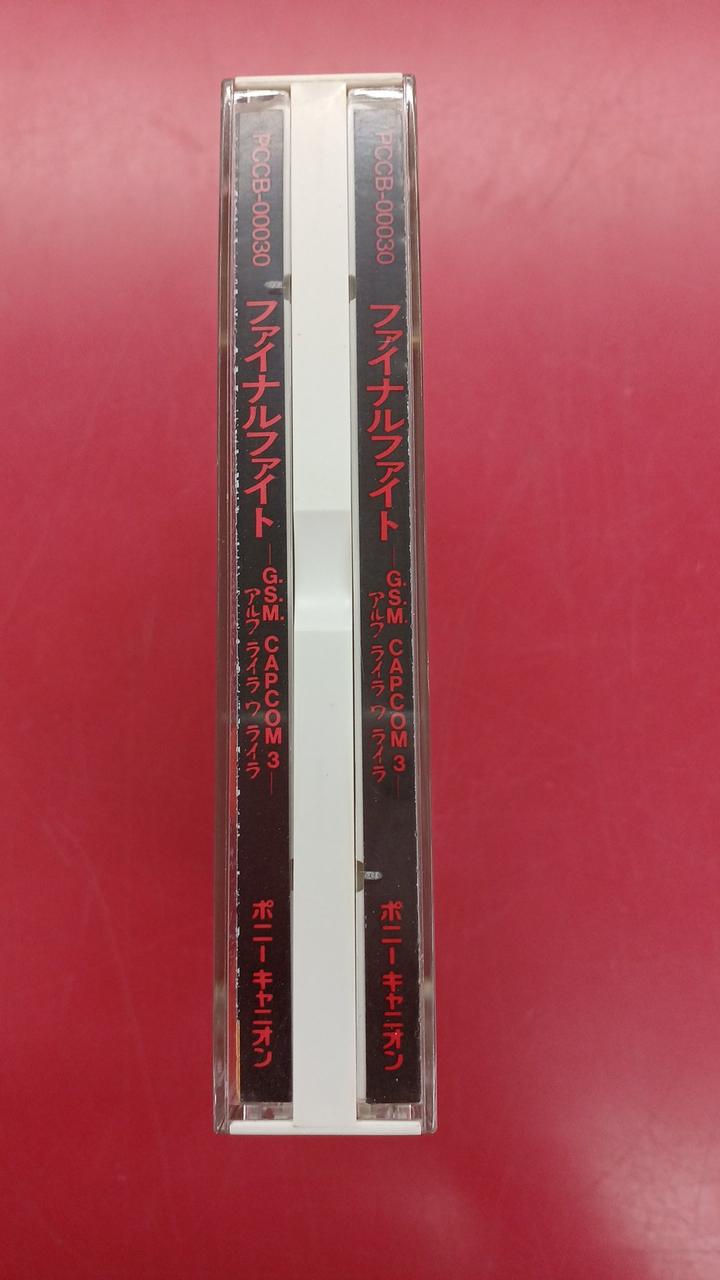 PCCB-00030
ファイナルファイト
—G.S.M. CAPCOM 3—
アルフ ライラ ワ ライラ
ポニーキャニオン
PCCB-00030
ファイナルファイト
—G.S.M. CAPCOM 3—
アルフ ライラ ワ ライラ
ポニーキャニオン